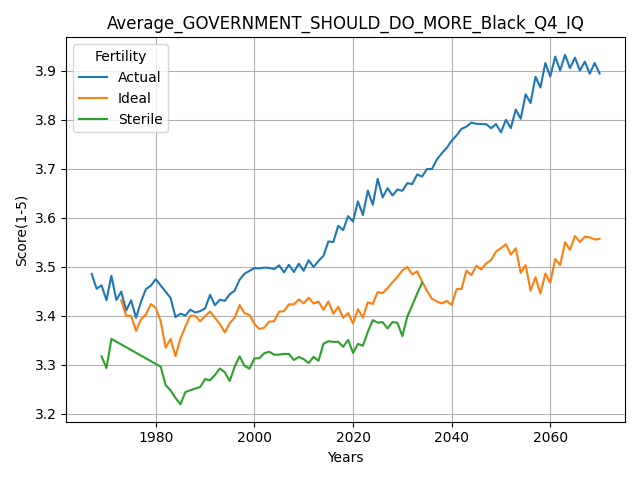 Average_GOVERNMENT_SHOULD_DO_MORE_Black_Q4_IQ
Fertility
Actual
Ideal
Sterile
Score(1-5)
3.9
3.8
3.7
3.6
3.5
3.4
3.3
3.2
1980
2000
2020
2040
2060
Years